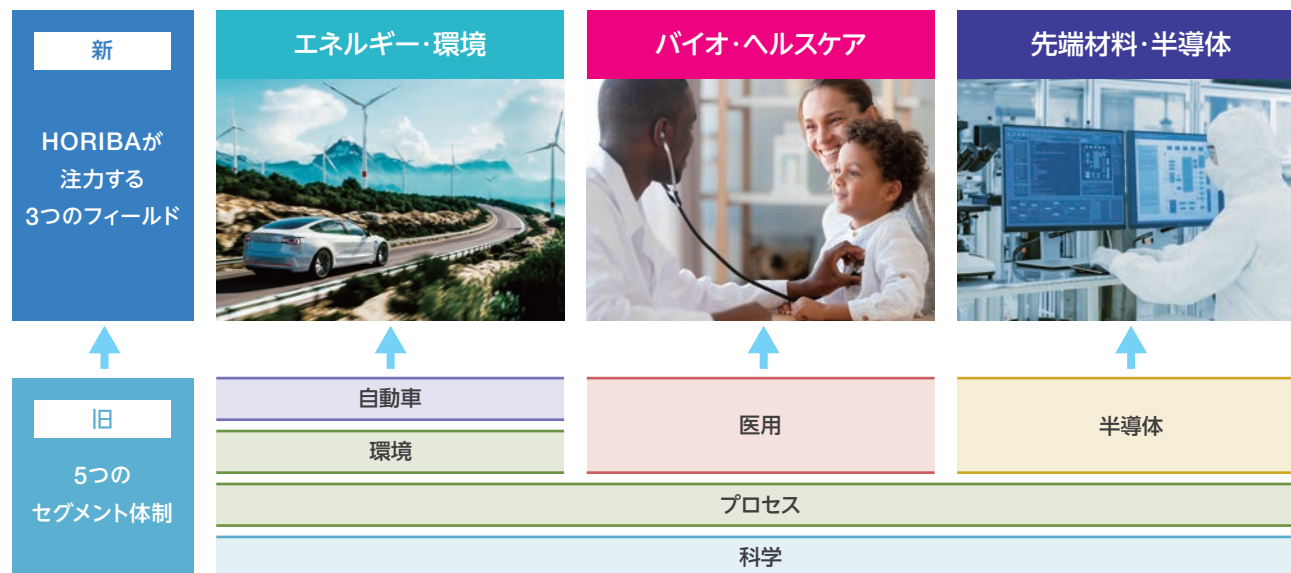 新
HORIBAが
注力する
3つのフィールド
エネルギー・環境
バイオ・ヘルスケア
先端材料・半導体
旧
5つの
セグメント体制
自動車
環境
医用
半導体
プロセス
科学